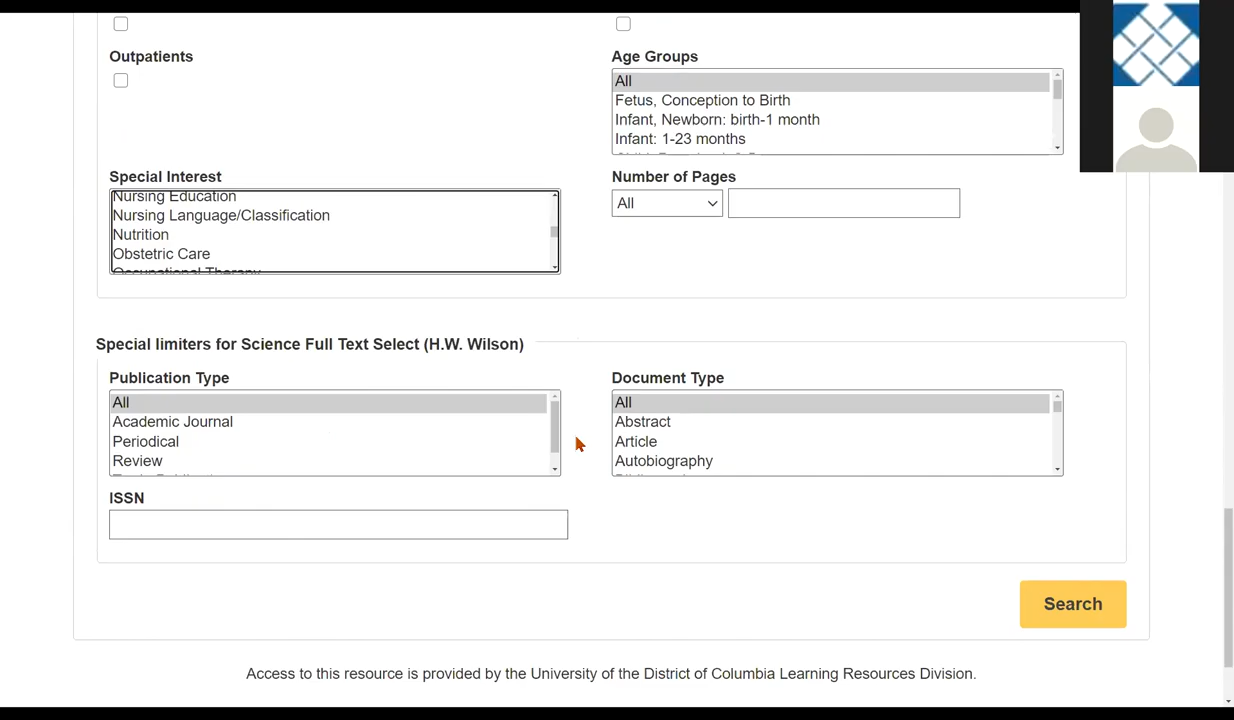 Outpatients
Age Groups
All
Fetus, Conception to Birth
Infant, Newborn: birth-1 month
Infant: 1-23 months
Special Interest
Nursing Education
Nursing Language/Classification
Nutrition
Obstetric Care
Occupational Therapy
Number of Pages
All
Special limiters for Science Full Text Select (H.W. Wilson)
Publication Type
All
Academic Journal
Periodical
Review
Document Type
All
Abstract
Article
Autobiography
ISSN
Search
Access to this resource is provided by the University of the District of Columbia Learning Resources Division.